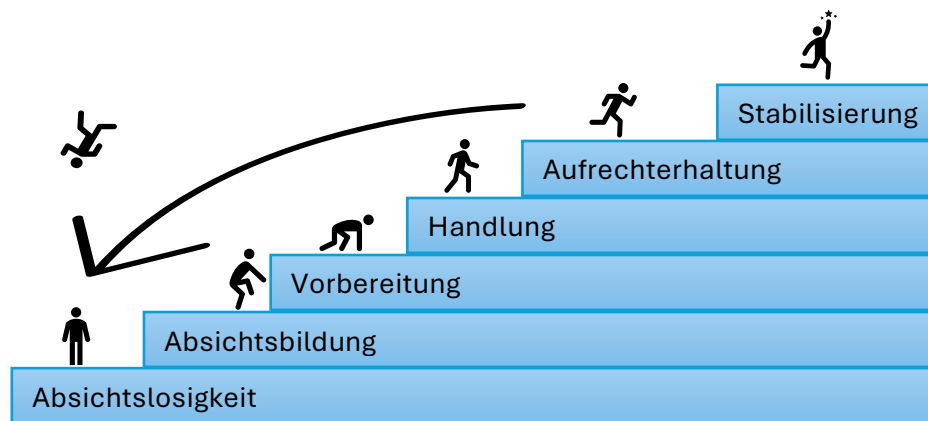 Stabilisierung
Aufrechterhaltung
Handlung
Vorbereitung
Absichtsbildung
Absichtslosigkeit